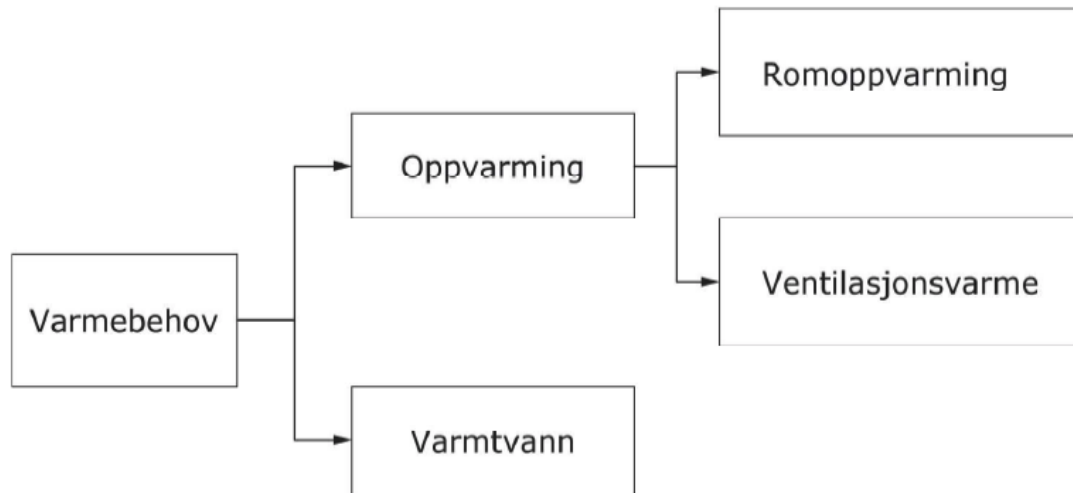 Romoppvarming
Oppvarming
Ventilasjonsvarme
Varmebehov
Varmtvann